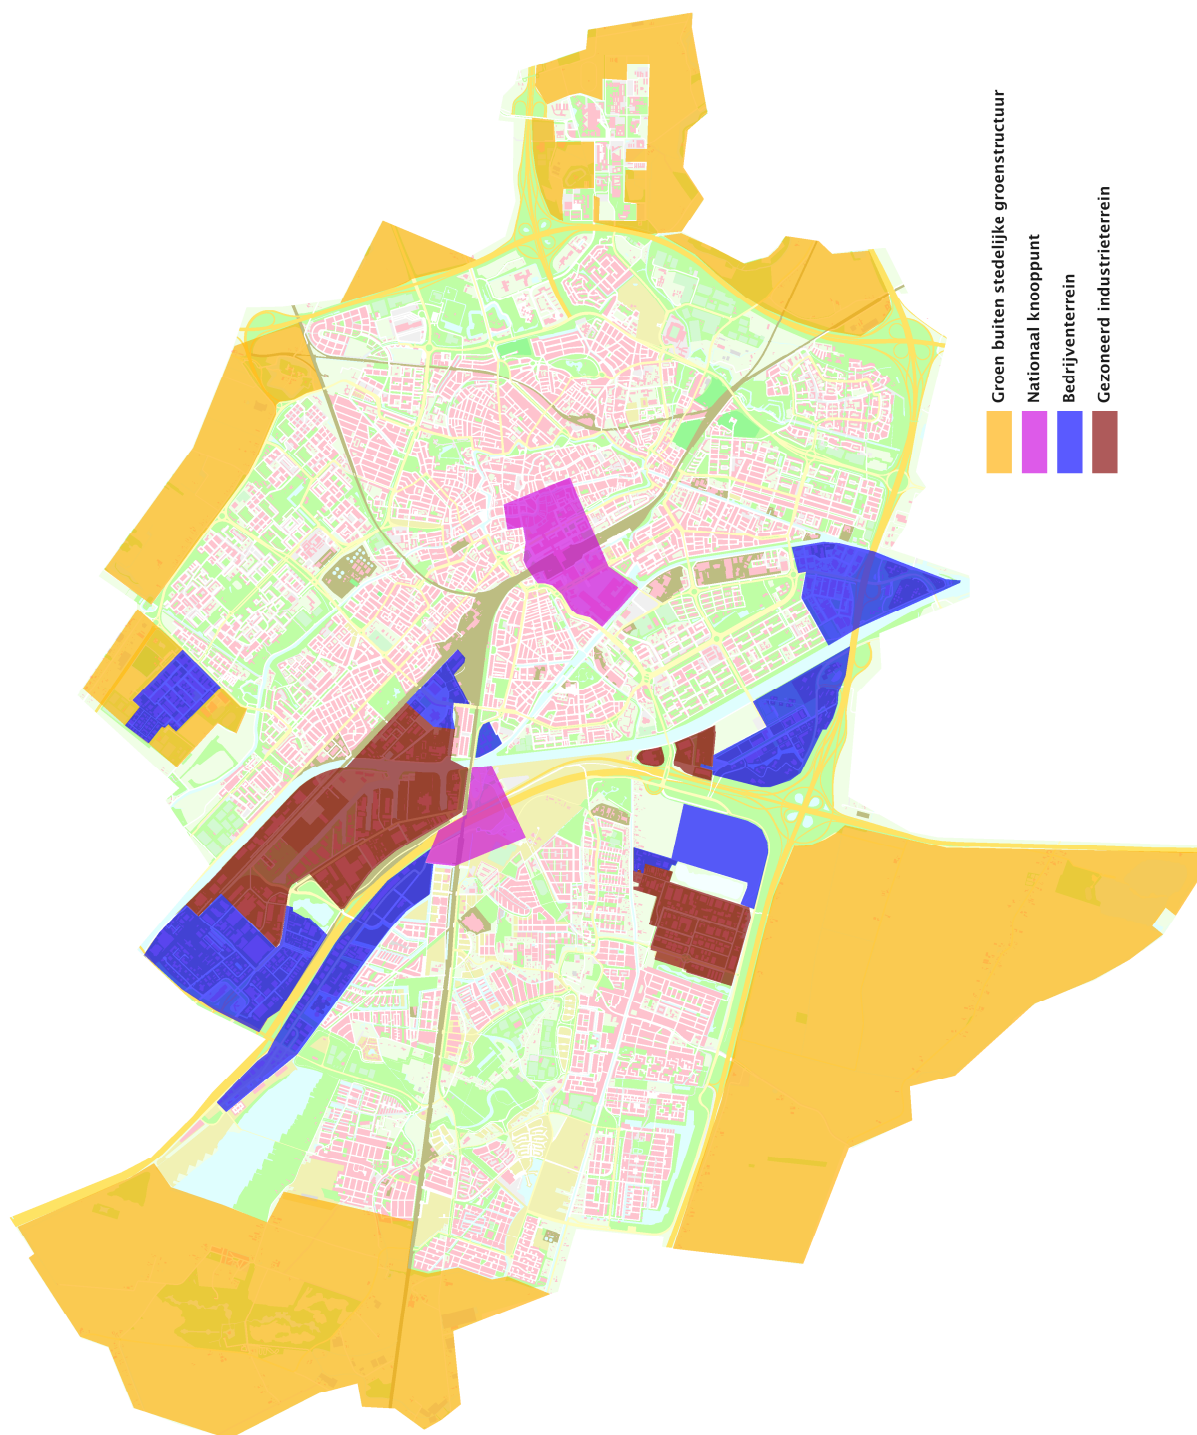 Groen buiten stedelijke groenstructuur
Nationaal knooppunt
Bedrijventerrein
Gezoneerd industrieterrein